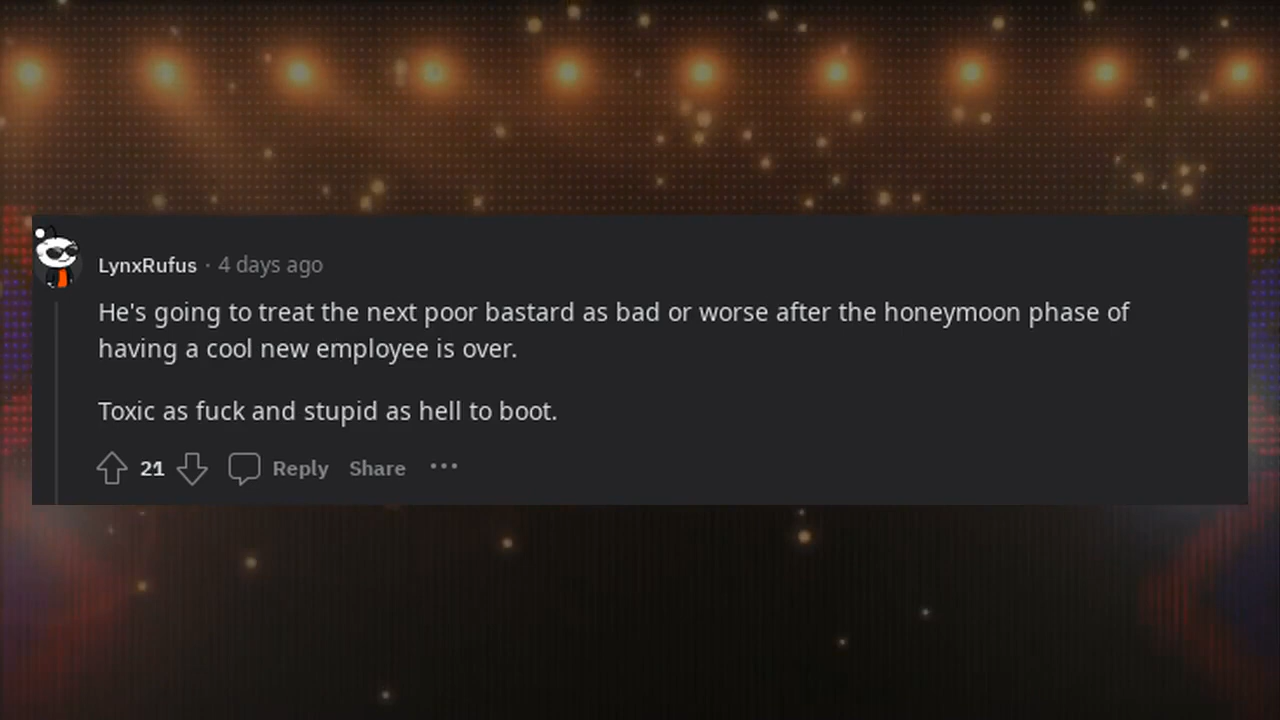 LynxRufus · 4 days ago
He's going to treat the next poor bastard as bad or worse after the honeymoon phase of
having a cool new employee is over.
Toxic as fuck and stupid as hell to boot.
21 Reply Share ···